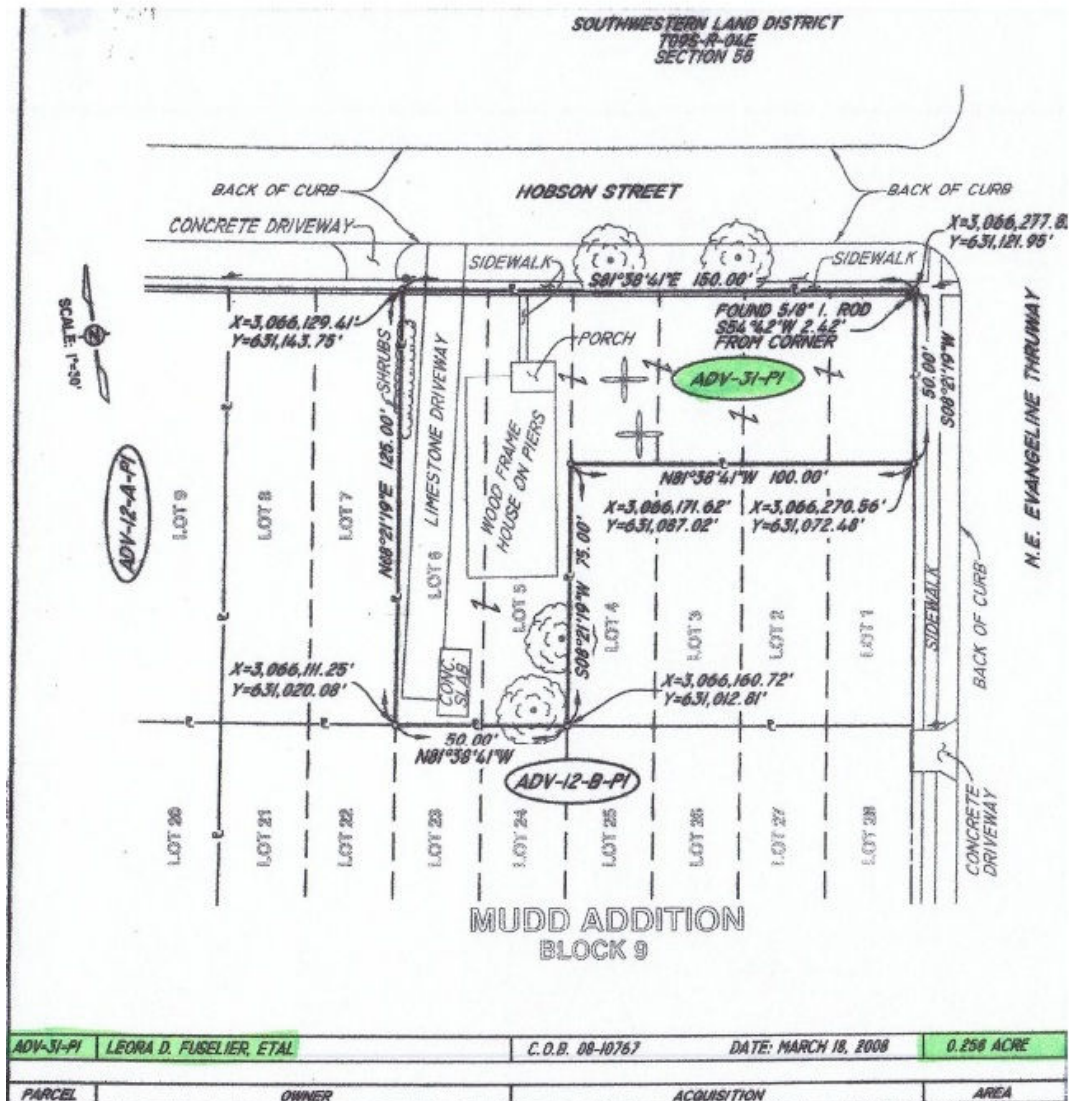 SOUTHWESTERN LAND DISTRICT
T09S-R-04E
SECTION 58
BACK OF CURB
HOBSON STREET
BACK OF CURB
CONCRETE DRIVEWAY
X=3,066,277.8
Y=631,121.95'
SIDEWALK
SIDEWALK
S81°38'41"E 150.00'
SCALE: 1"=30'
X=3,066,129.41'
Y=631,143.75'
FOUND 5/8" I. ROD
S54°42'W 2.42'
FROM CORNER
PORCH
SHRUBS
ADV-31-P1
50.00'
S08°21'19"W
N.E. EVANGELINE THRUWAY
N08°21'19"E 125.00'
LIMESTONE DRIVEWAY
WOOD FRAME
HOUSE ON PIERS
N81°38'41"W 100.00'
ADV-12-A-P1
X=3,066,171.62'
Y=631,087.02'
X=3,066,270.56'
Y=631,072.48'
LOT 9
LOT 8
LOT 7
LOT 6
LOT 5
LOT 4
LOT 3
LOT 2
LOT 1
S08°21'19"W 75.00'
SIDEWALK
BACK OF CURB
X=3,066,111.25'
Y=631,020.08'
CONC.
SLAB
X=3,066,160.72'
Y=631,012.81'
50.00'
N81°38'41"W
ADV-12-B-P1
LOT 20
LOT 21
LOT 22
LOT 23
LOT 24
LOT 25
LOT 26
LOT 27
LOT 28
CONCRETE
DRIVEWAY
MUDD ADDITION
BLOCK 9
ADV-31-P1 LEORA D. FUSELIER, ETAL C.O.B. 08-10767 DATE: MARCH 18, 2008 0.258 ACRE
PARCEL OWNER ACQUISITION AREA